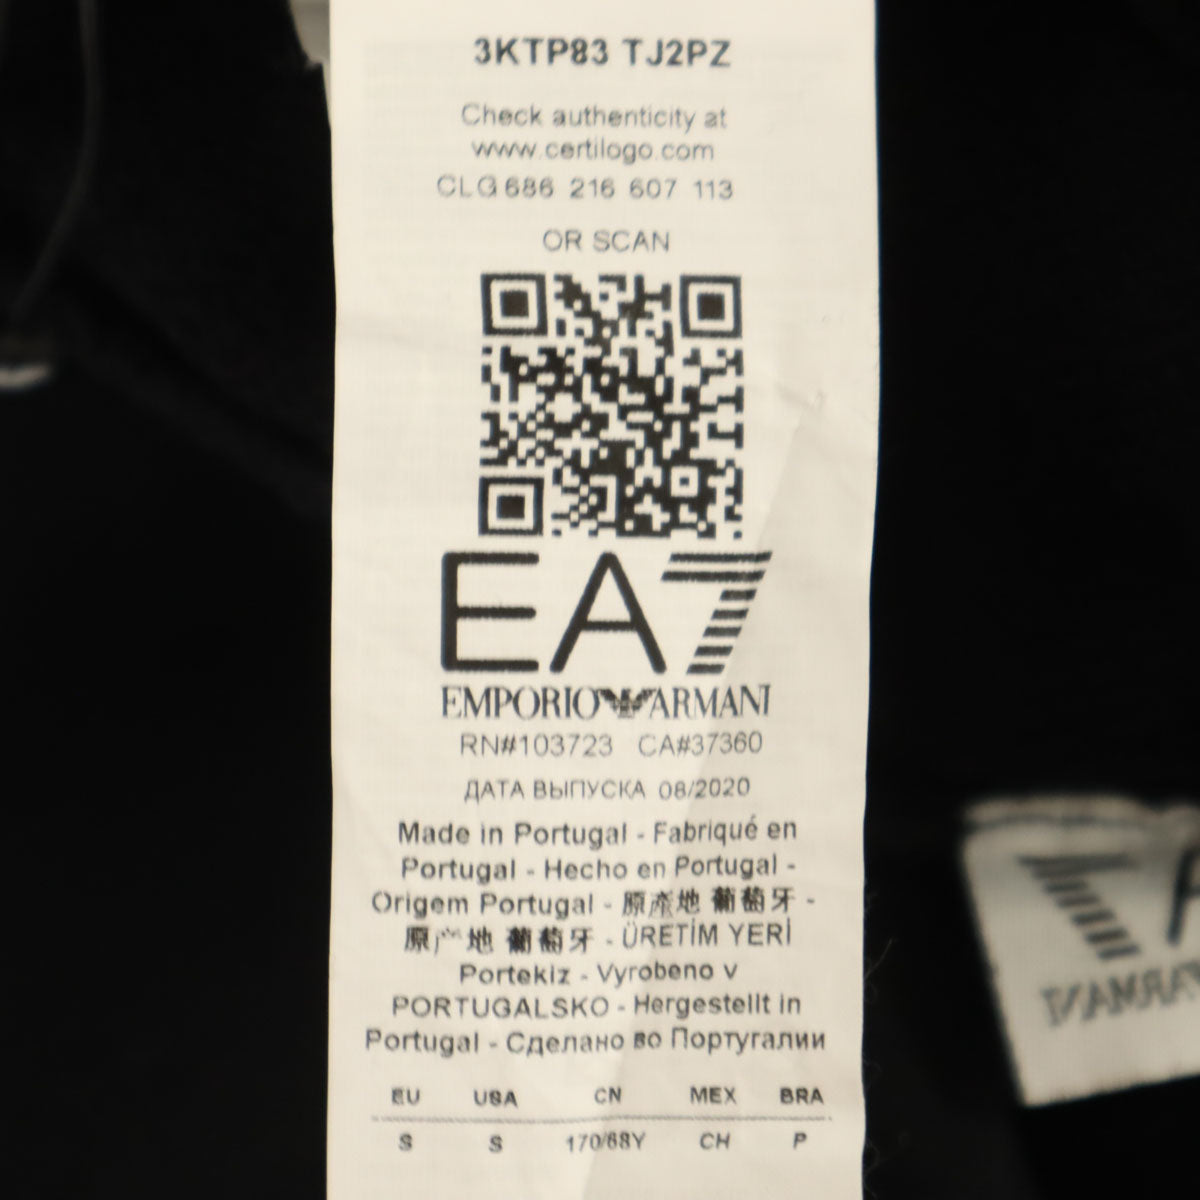 3KTP83 TJ2PZ
Check authenticity at
www.certilogo.com
CLG 686 216 607 113
OR SCAN
EA7
EMPORIO ARMANI
RN#103723 CA#37360
ДАТА ВЫПУСКА 08/2020
Made in Portugal - Fabriqué en
Portugal - Hecho en Portugal -
Origem Portugal - 原產地 葡萄牙 -
原产地 葡萄牙 - ÜRETİM YERİ
Portekiz - Vyrobeno v
PORTUGALSKO - Hergestellt in
Portugal - Сделано во Португалии
EU USA CN MEX BRA
S S 170/68Y CH P
7A
ARMANI